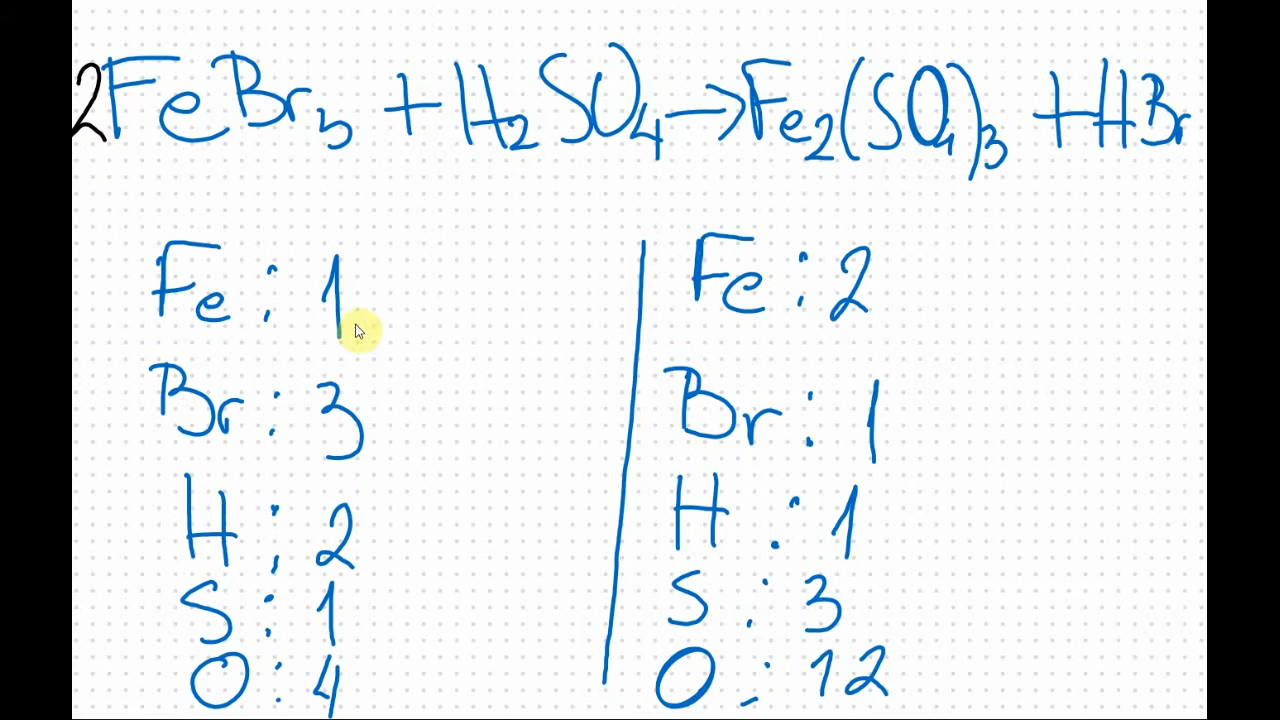 2FeBr₃ + H₂SO₄ → Fe₂(SO₄)₃ + HBr
Fe : 1 Fe : 2
Br : 3 Br : 1
H : 2 H : 1
S : 1 S : 3
O : 4 O : 12